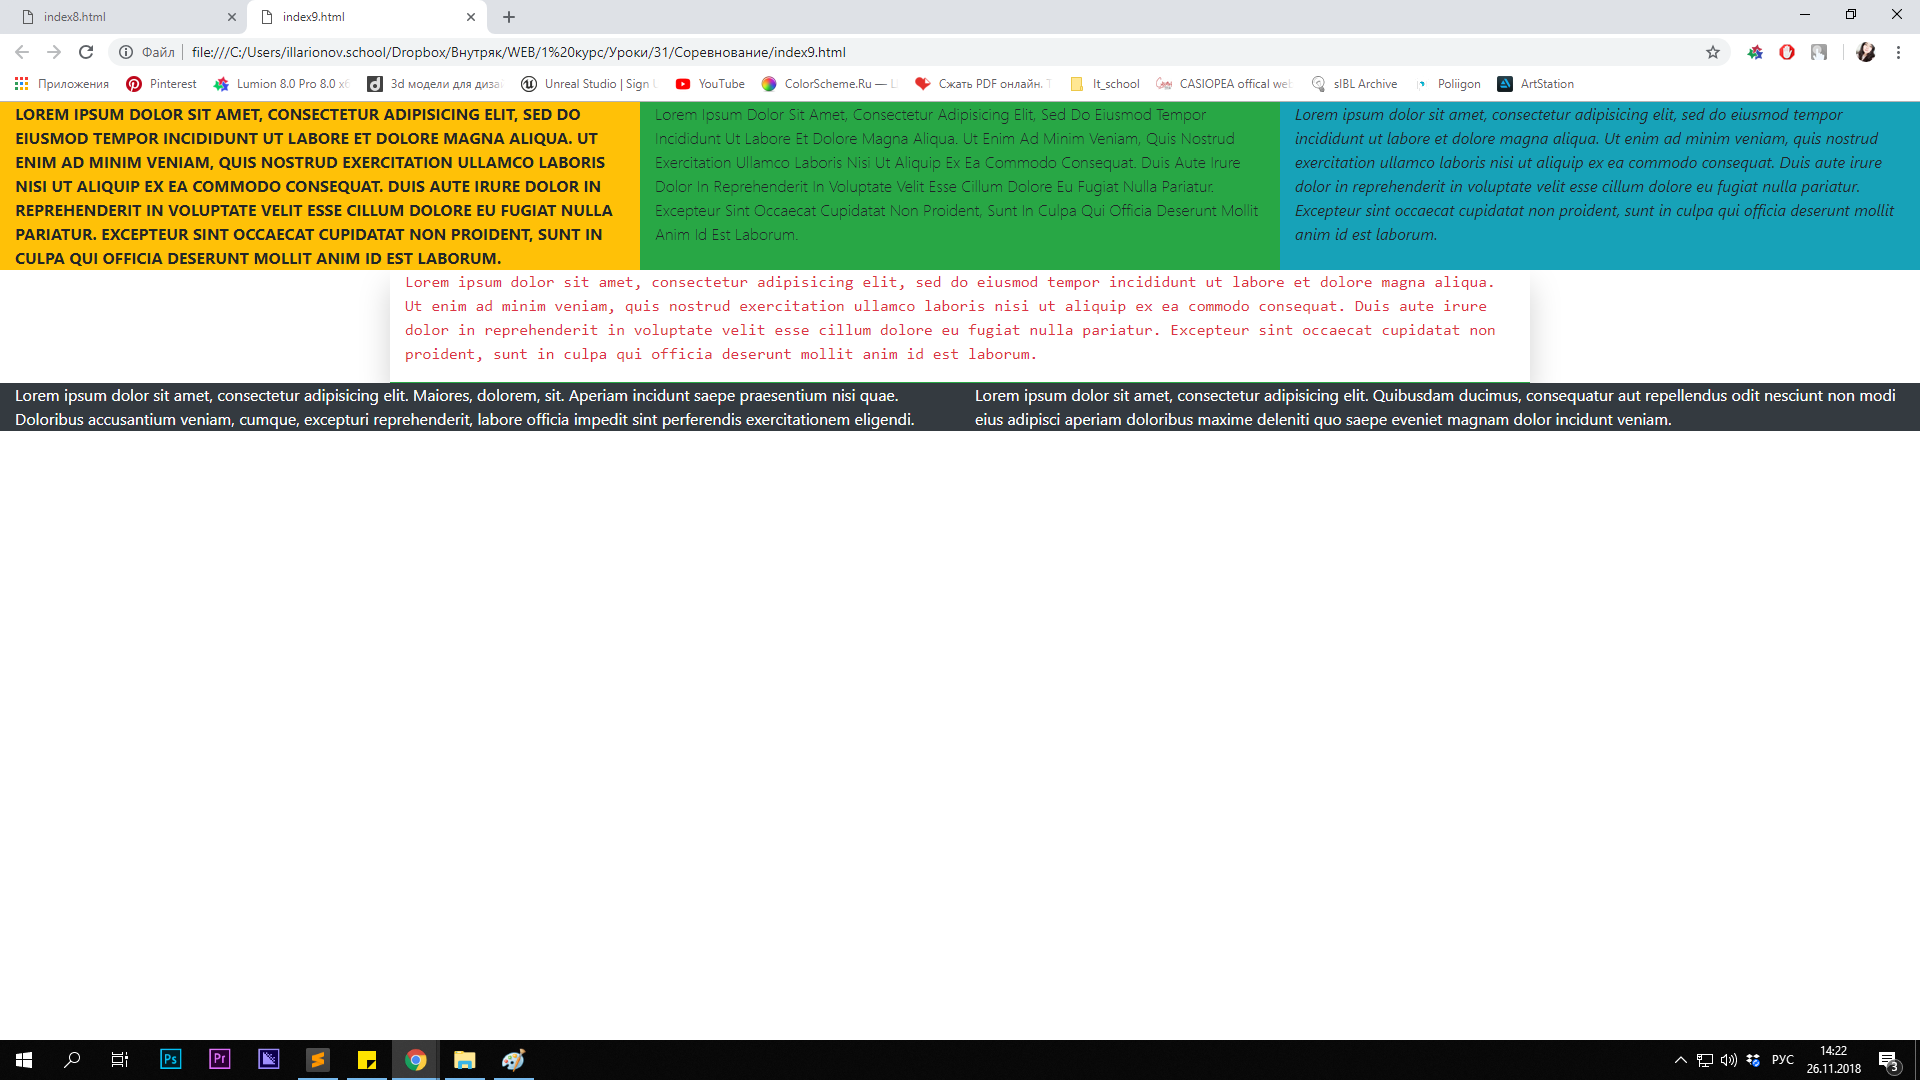 index8.html
index9.html
Файл
file:///C:/Users/illarionov.school/Dropbox/Внутряк/WEB/1%20курс/Уроки/31/Соревнование/index9.html
Приложения
Pinterest
Lumion 8.0 Pro 8.0 x6
3d модели для диза
Unreal Studio | Sign
YouTube
ColorScheme.Ru —
Сжать PDF онлайн.
It_school
CASIOPEA offical we
sIBL Archive
Poliigon
ArtStation
LOREM IPSUM DOLOR SIT AMET, CONSECTETUR ADIPISICING ELIT, SED DO
EIUSMOD TEMPOR INCIDIDUNT UT LABORE ET DOLORE MAGNA ALIQUA. UT
ENIM AD MINIM VENIAM, QUIS NOSTRUD EXERCITATION ULLAMCO LABORIS
NISI UT ALIQUIP EX EA COMMODO CONSEQUAT. DUIS AUTE IRURE DOLOR IN
REPREHENDERIT IN VOLUPTATE VELIT ESSE CILLUM DOLORE EU FUGIAT NULLA
PARIATUR. EXCEPTEUR SINT OCCAECAT CUPIDATAT NON PROIDENT, SUNT IN
CULPA QUI OFFICIA DESERUNT MOLLIT ANIM ID EST LABORUM.
Lorem Ipsum Dolor Sit Amet, Consectetur Adipisicing Elit, Sed Do Eiusmod Tempor
Incididunt Ut Labore Et Dolore Magna Aliqua. Ut Enim Ad Minim Veniam, Quis Nostrud
Exercitation Ullamco Laboris Nisi Ut Aliquip Ex Ea Commodo Consequat. Duis Aute Irure
Dolor In Reprehenderit In Voluptate Velit Esse Cillum Dolore Eu Fugiat Nulla Pariatur.
Excepteur Sint Occaecat Cupidatat Non Proident, Sunt In Culpa Qui Officia Deserunt Mollit
Anim Id Est Laborum.
Lorem ipsum dolor sit amet, consectetur adipisicing elit, sed do eiusmod tempor
incididunt ut labore et dolore magna aliqua. Ut enim ad minim veniam, quis nostrud
exercitation ullamco laboris nisi ut aliquip ex ea commodo consequat. Duis aute irure
dolor in reprehenderit in voluptate velit esse cillum dolore eu fugiat nulla pariatur.
Excepteur sint occaecat cupidatat non proident, sunt in culpa qui officia deserunt mollit
anim id est laborum.
Lorem ipsum dolor sit amet, consectetur adipisicing elit, sed do eiusmod tempor incididunt ut labore et dolore magna aliqua.
Ut enim ad minim veniam, quis nostrud exercitation ullamco laboris nisi ut aliquip ex ea commodo consequat. Duis aute irure
dolor in reprehenderit in voluptate velit esse cillum dolore eu fugiat nulla pariatur. Excepteur sint occaecat cupidatat non
proident, sunt in culpa qui officia deserunt mollit anim id est laborum.
Lorem ipsum dolor sit amet, consectetur adipisicing elit. Maiores, dolorem, sit. Aperiam incidunt saepe praesentium nisi quae.
Doloribus accusantium veniam, cumque, excepturi reprehenderit, labore officia impedit sint perferendis exercitationem eligendi.
Lorem ipsum dolor sit amet, consectetur adipisicing elit. Quibusdam ducimus, consequatur aut repellendus odit nesciunt non modi
eius adipisci aperiam doloribus maxime deleniti quo saepe eveniet magnam dolor incidunt veniam.
Ps
Pr
РУС
14:22
26.11.2018
3